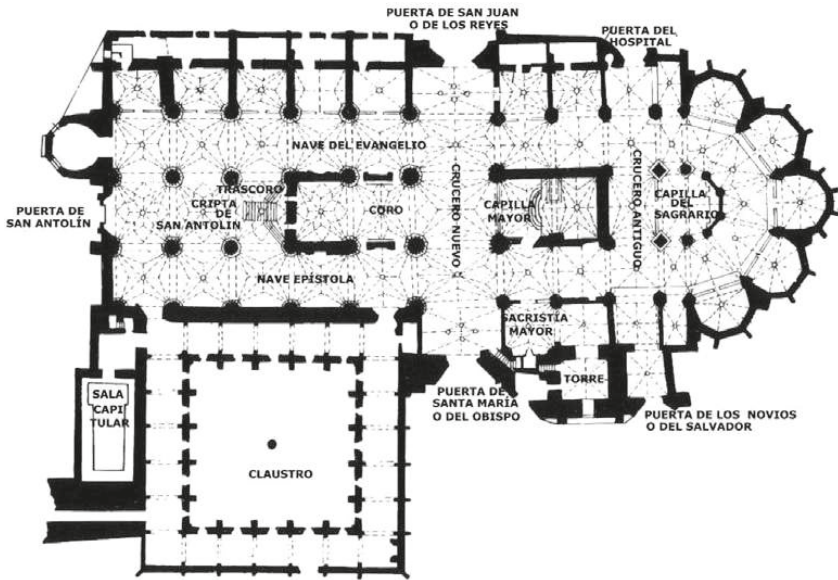 PUERTA DE SAN JUAN
O DE LOS REYES
PUERTA DEL
HOSPITAL
NAVE DEL EVANGELIO
TRASCORO
CRIPTA
DE
SAN ANTOLIN
CORO
CRUCERO NUEVO
CAPILLA
MAYOR
CRUCERO ANTIGUO
CAPILLA
DEL
SAGRARIO
PUERTA DE
SAN ANTOLÍN
NAVE EPÍSTOLA
SACRISTÍA
MAYOR
TORRE
SALA
CAPI
TULAR
PUERTA DE
SANTA MARÍA
O DEL OBISPO
PUERTA DE LOS NOVIOS
O DEL SALVADOR
CLAUSTRO